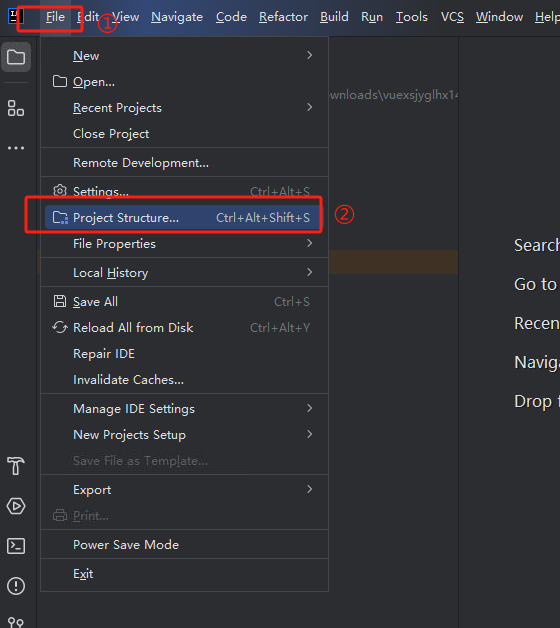 IJ File Edit View Navigate Code Refactor Build Run Tools VCS Window Help
①
New
Open...
wnloads\vuexsjyglhx14
Recent Projects
Close Project
Remote Development...
Settings... Ctrl+Alt+S
Project Structure... Ctrl+Alt+Shift+S
②
File Properties
Search
Local History
Go to
Save All Ctrl+S
Recen
Reload All from Disk Ctrl+Alt+Y
Repair IDE
Naviga
Invalidate Caches...
Drop f
Manage IDE Settings
New Projects Setup
Save File as Template...
Export
Print...
Power Save Mode
Exit